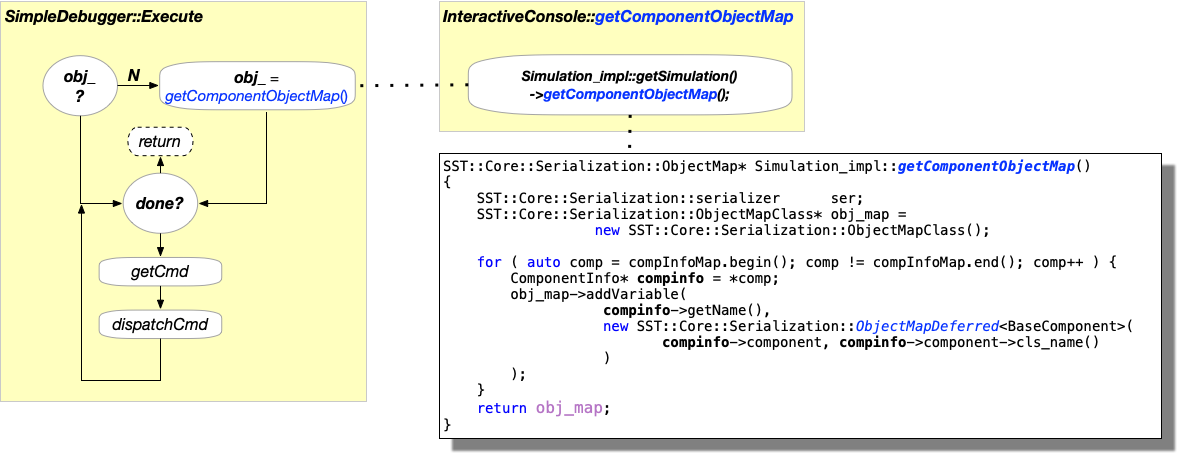 SimpleDebugger::Execute
obj_
?
N
obj_ =
getComponentObjectMap()
return
done?
getCmd
dispatchCmd
InteractiveConsole::getComponentObjectMap
Simulation_impl::getSimulation()
->getComponentObjectMap();
SST::Core::Serialization::ObjectMap* Simulation_impl::getComponentObjectMap()
{
    SST::Core::Serialization::serializer      ser;
    SST::Core::Serialization::ObjectMapClass* obj_map =
                  new SST::Core::Serialization::ObjectMapClass();
    for ( auto comp = compInfoMap.begin(); comp != compInfoMap.end(); comp++ ) {
        ComponentInfo* compinfo = *comp;
        obj_map->addVariable(
                   compinfo->getName(),
                   new SST::Core::Serialization::ObjectMapDeferred<BaseComponent>(
                          compinfo->component, compinfo->component->cls_name()
                   )
        );
    }
    return obj_map;
}